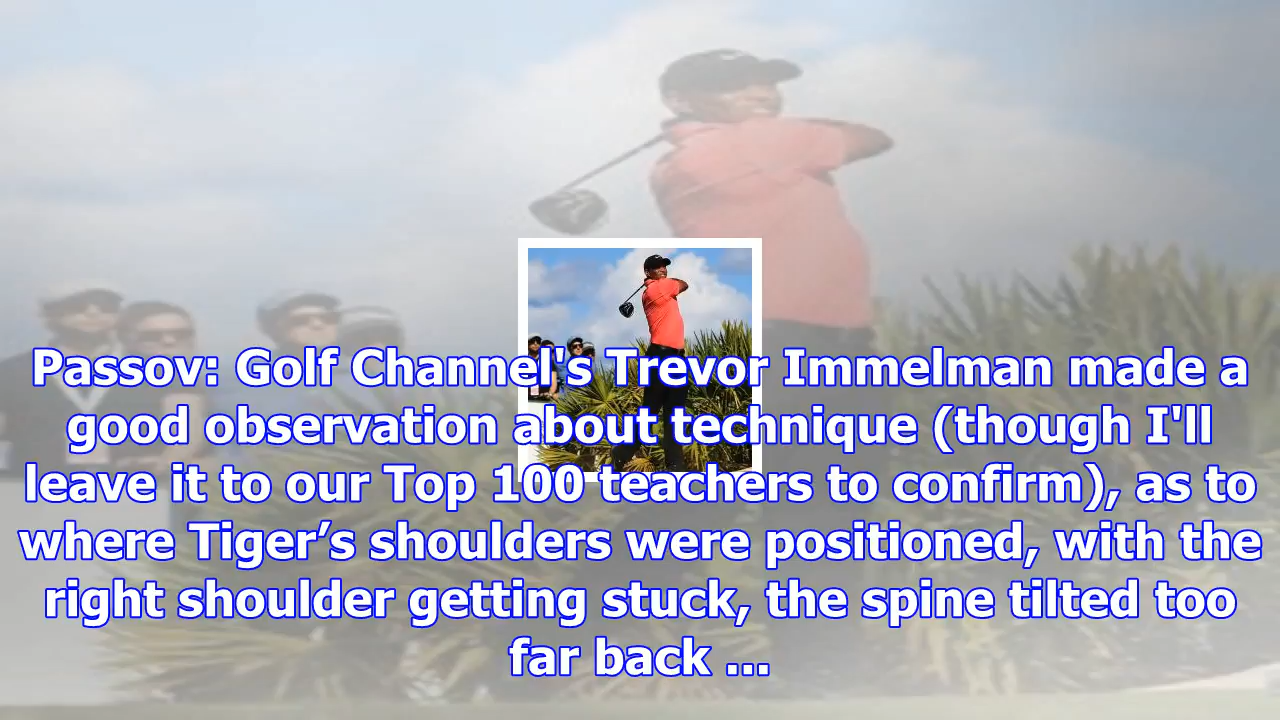 Passov: Golf Channel's Trevor Immelman made a
good observation about technique (though I'll
leave it to our Top 100 teachers to confirm), as to
where Tiger’s shoulders were positioned, with the
right shoulder getting stuck, the spine tilted too
far back ...